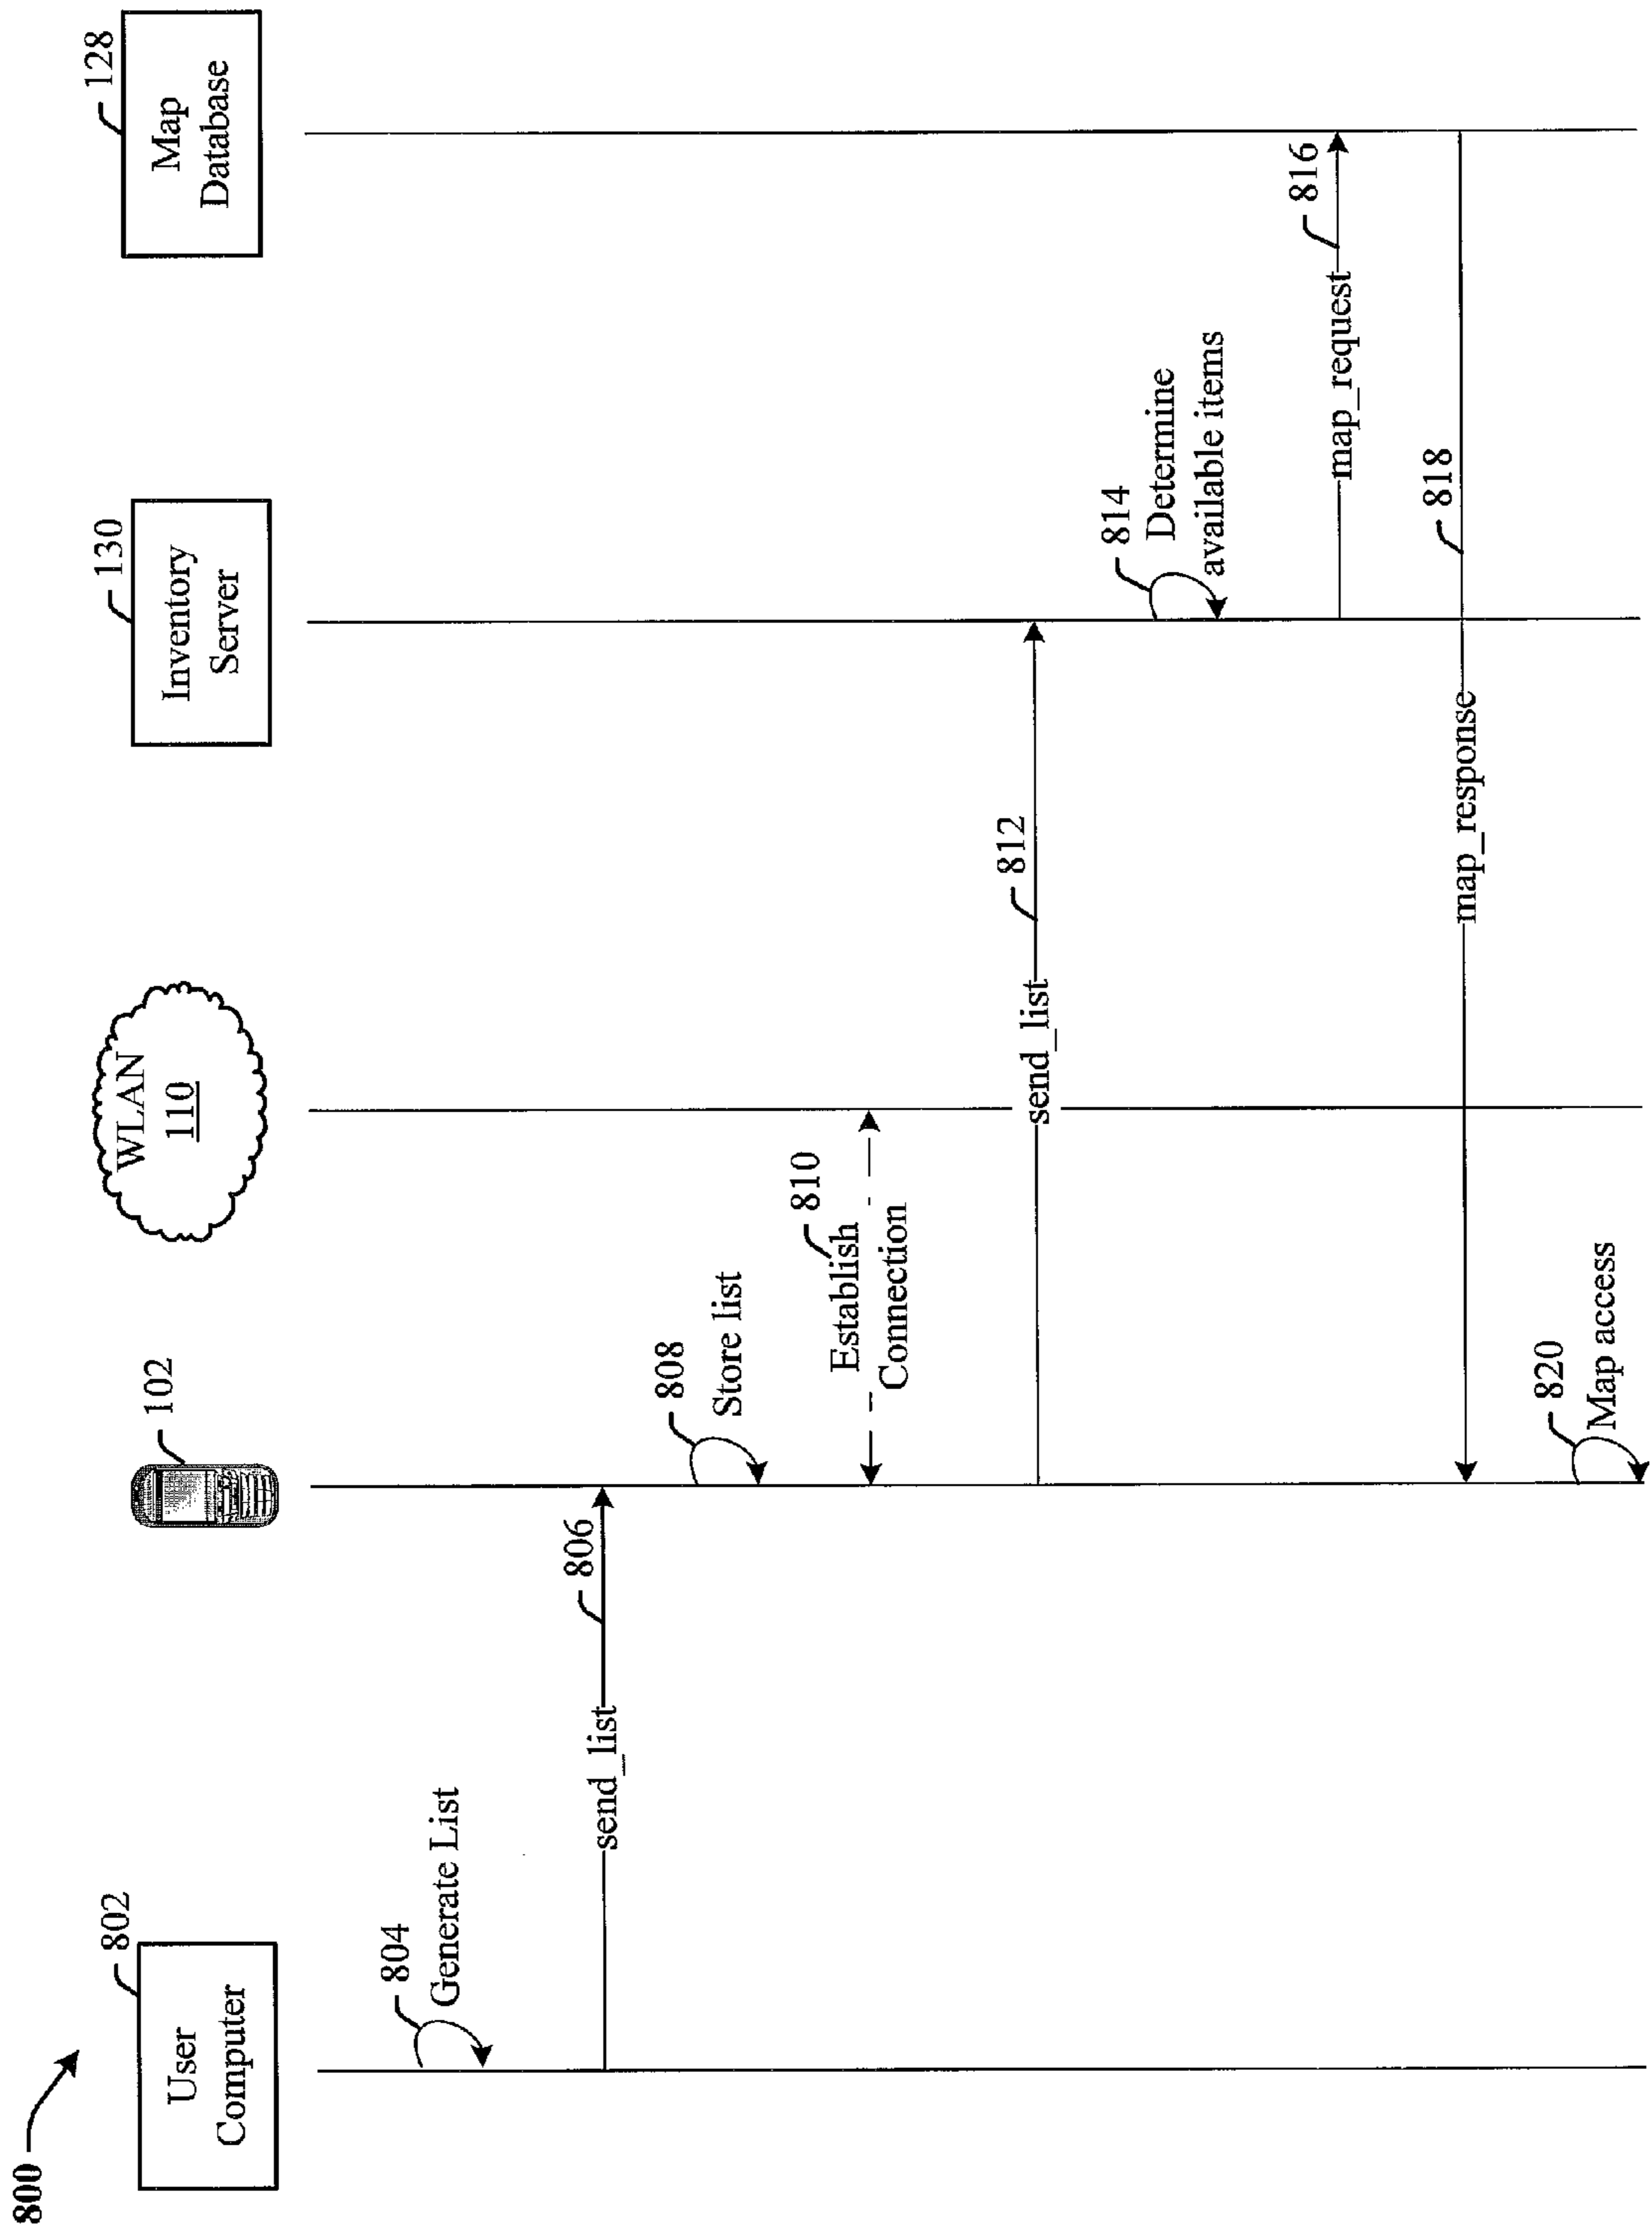 800
802
User
Computer
102
WLAN
110
130
Inventory
Server
128
Map
Database
804
Generate List
806
send_list
808
Store list
810
Establish
Connection
812
send_list
814
Determine
available items
816
map_request
818
map_response
820
Map access